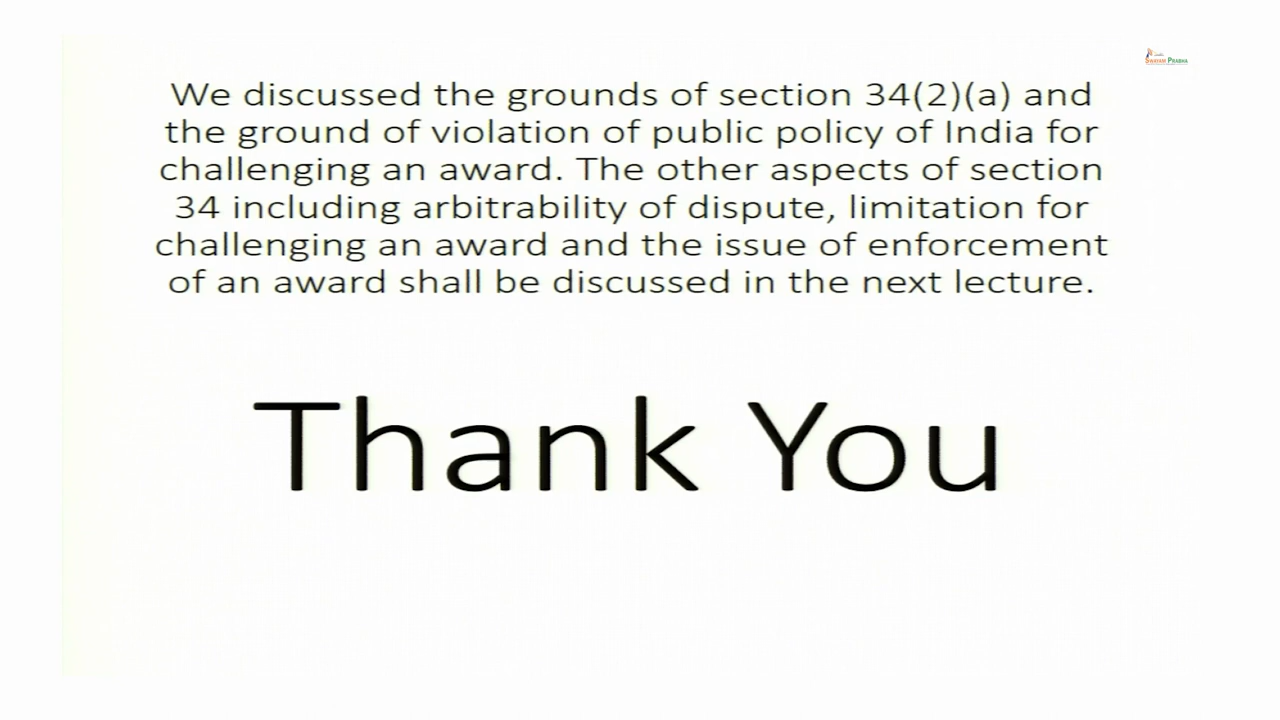 SWAYAM PRABHA
We discussed the grounds of section 34(2)(a) and
the ground of violation of public policy of India for
challenging an award. The other aspects of section
34 including arbitrability of dispute, limitation for
challenging an award and the issue of enforcement
of an award shall be discussed in the next lecture.
Thank You